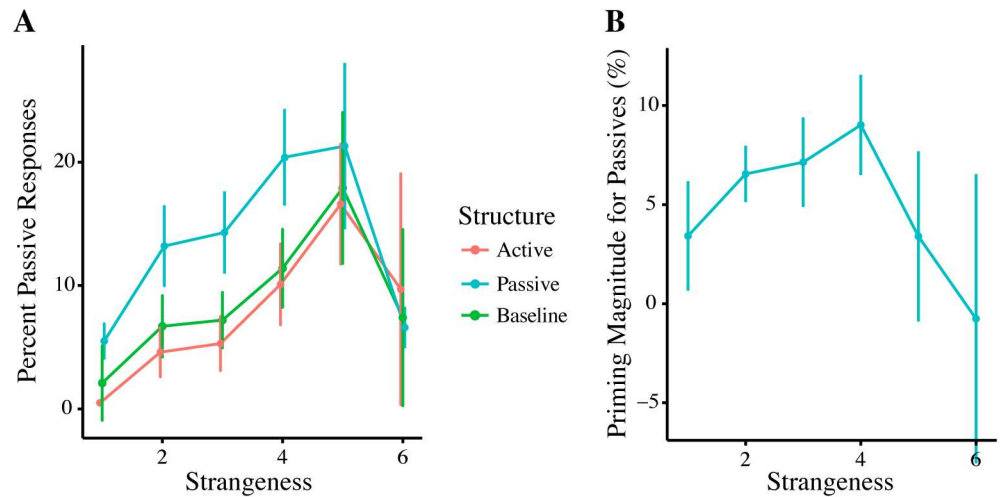 A
Percent Passive Responses
20
10
0
2
4
6
Strangeness
Structure
Active
Passive
Baseline
B
Priming Magnitude for Passives (%)
10
5
0
−5
2
4
6
Strangeness